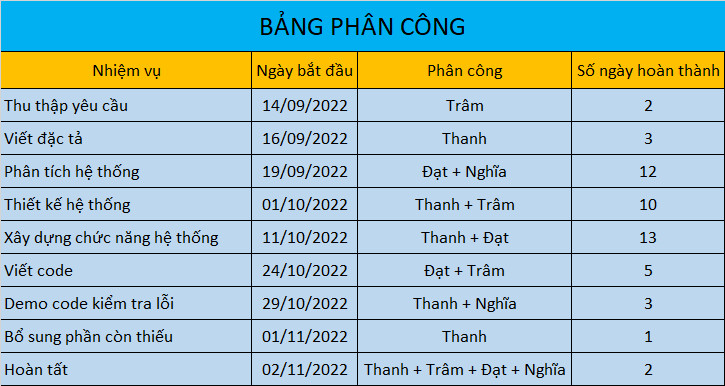 BẢNG PHÂN CÔNG
Nhiệm vụ Ngày bắt đầu Phân công Số ngày hoàn thành
Thu thập yêu cầu 14/09/2022 Trâm 2
Viết đặc tả 16/09/2022 Thanh 3
Phân tích hệ thống 19/09/2022 Đạt + Nghĩa 12
Thiết kế hệ thống 01/10/2022 Thanh + Trâm 10
Xây dựng chức năng hệ thống 11/10/2022 Thanh + Đạt 13
Viết code 24/10/2022 Đạt + Trâm 5
Demo code kiểm tra lỗi 29/10/2022 Thanh + Nghĩa 3
Bổ sung phần còn thiếu 01/11/2022 Thanh 1
Hoàn tất 02/11/2022 Thanh + Trâm + Đạt + Nghĩa 2